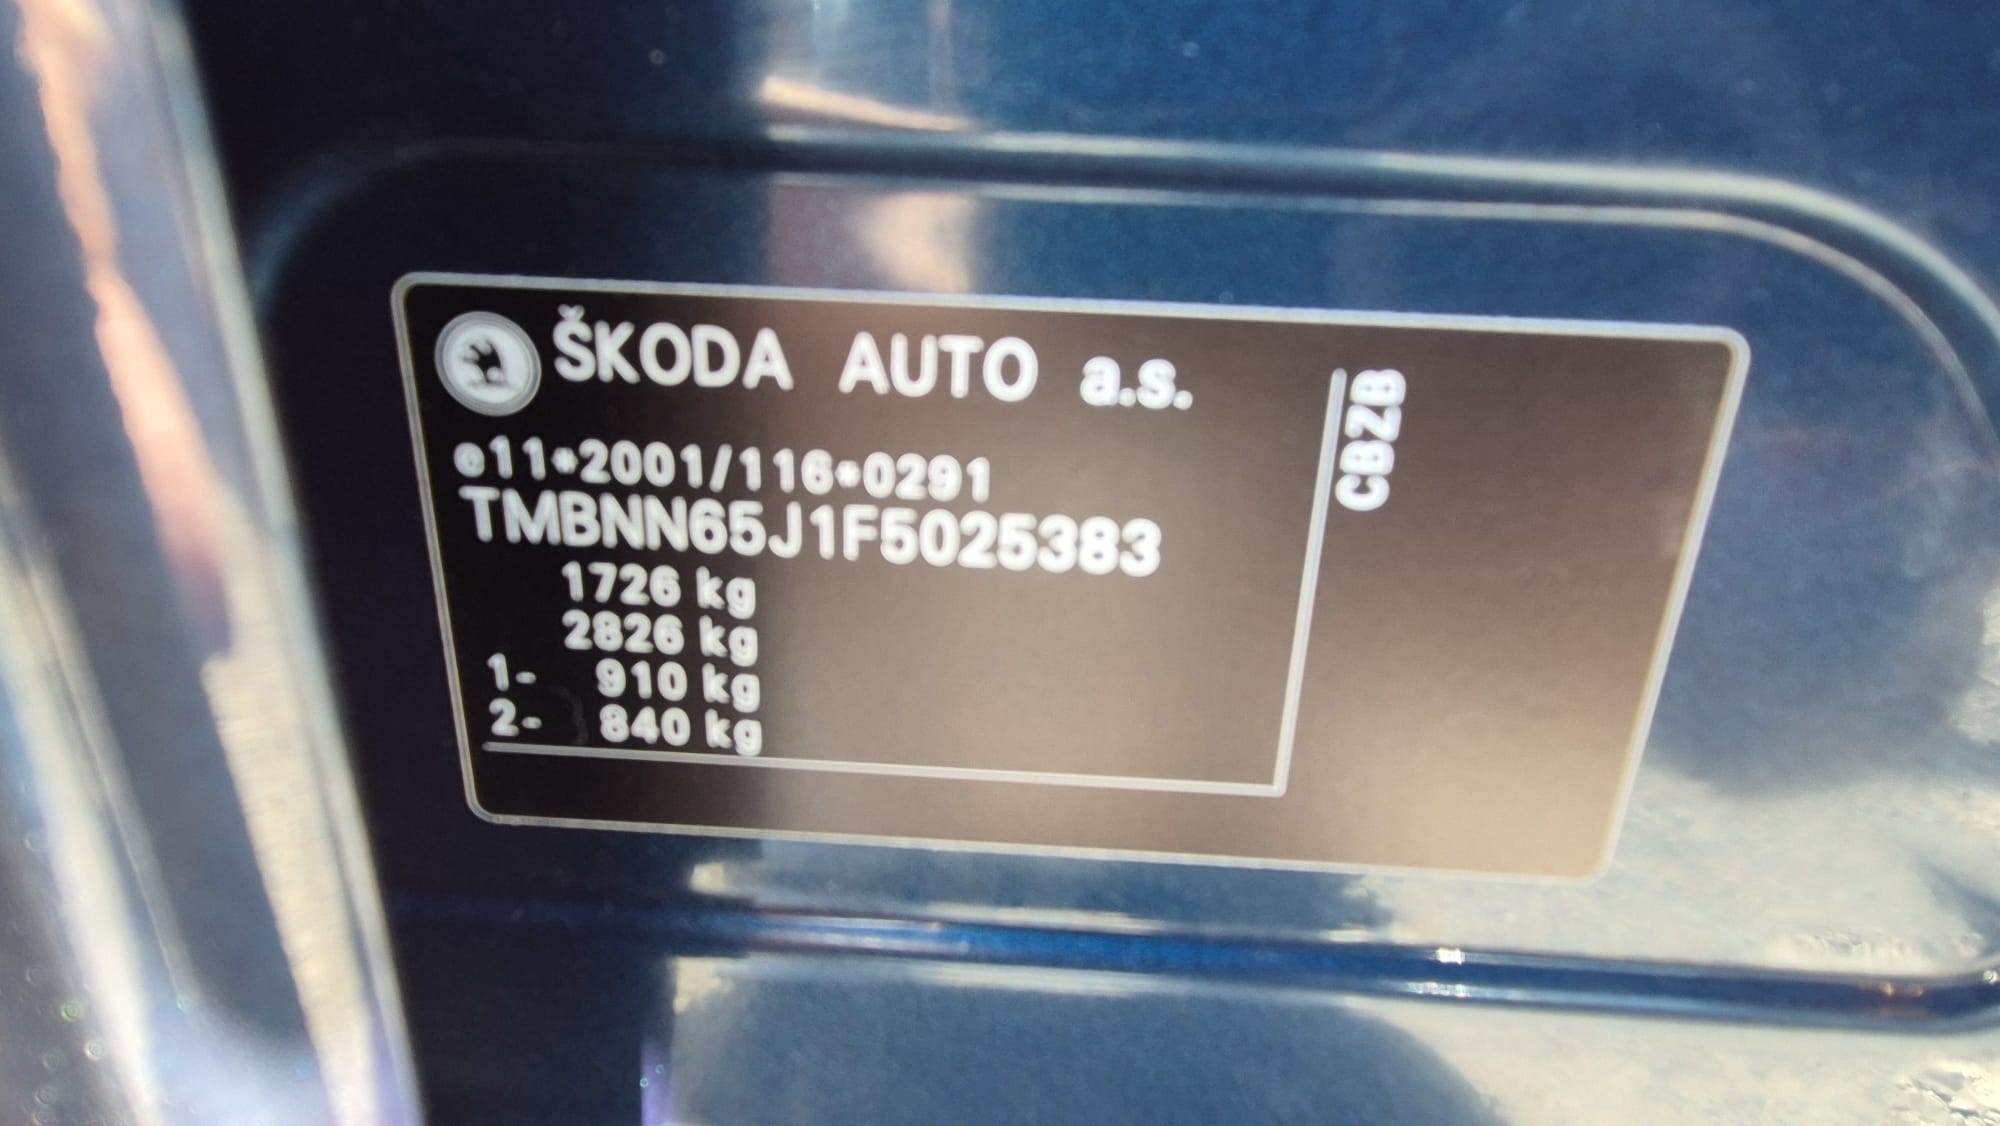 ŠKODA AUTO a.s.
e11*2001/116*0291
TMBNN65J1F5025383
1726 kg
2826 kg
1- 910 kg
2- 840 kg
CBZB